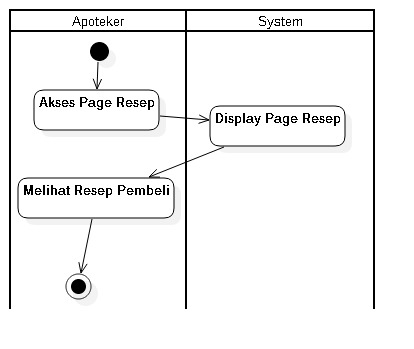 Apoteker
System
Akses Page Resep
Display Page Resep
Melihat Resep Pembeli